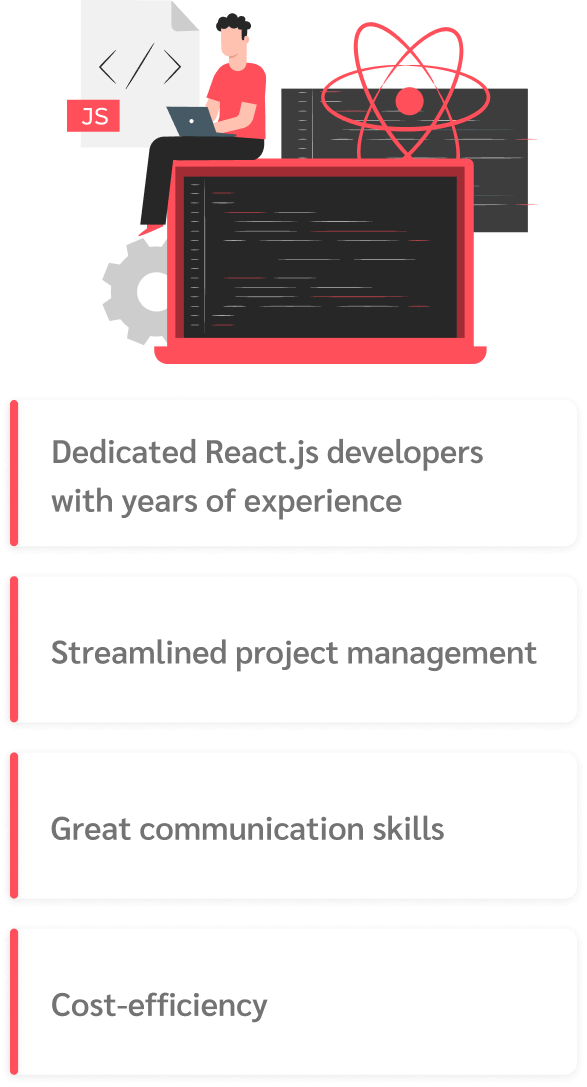 </>
JS
Dedicated React.js developers
with years of experience
Streamlined project management
Great communication skills
Cost-efficiency